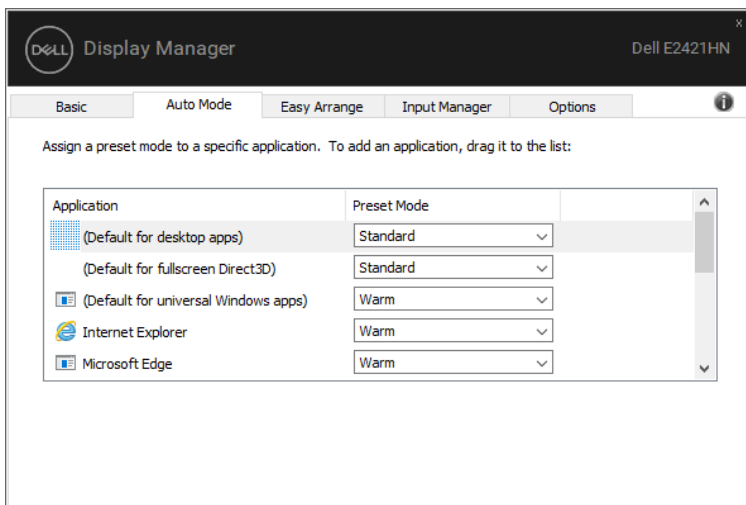 x
DELL Display Manager Dell E2421HN
Basic Auto Mode Easy Arrange Input Manager Options
Assign a preset mode to a specific application. To add an application, drag it to the list:
Application Preset Mode
(Default for desktop apps) Standard
(Default for fullscreen Direct3D) Standard
(Default for universal Windows apps) Warm
Internet Explorer Warm
Microsoft Edge Warm